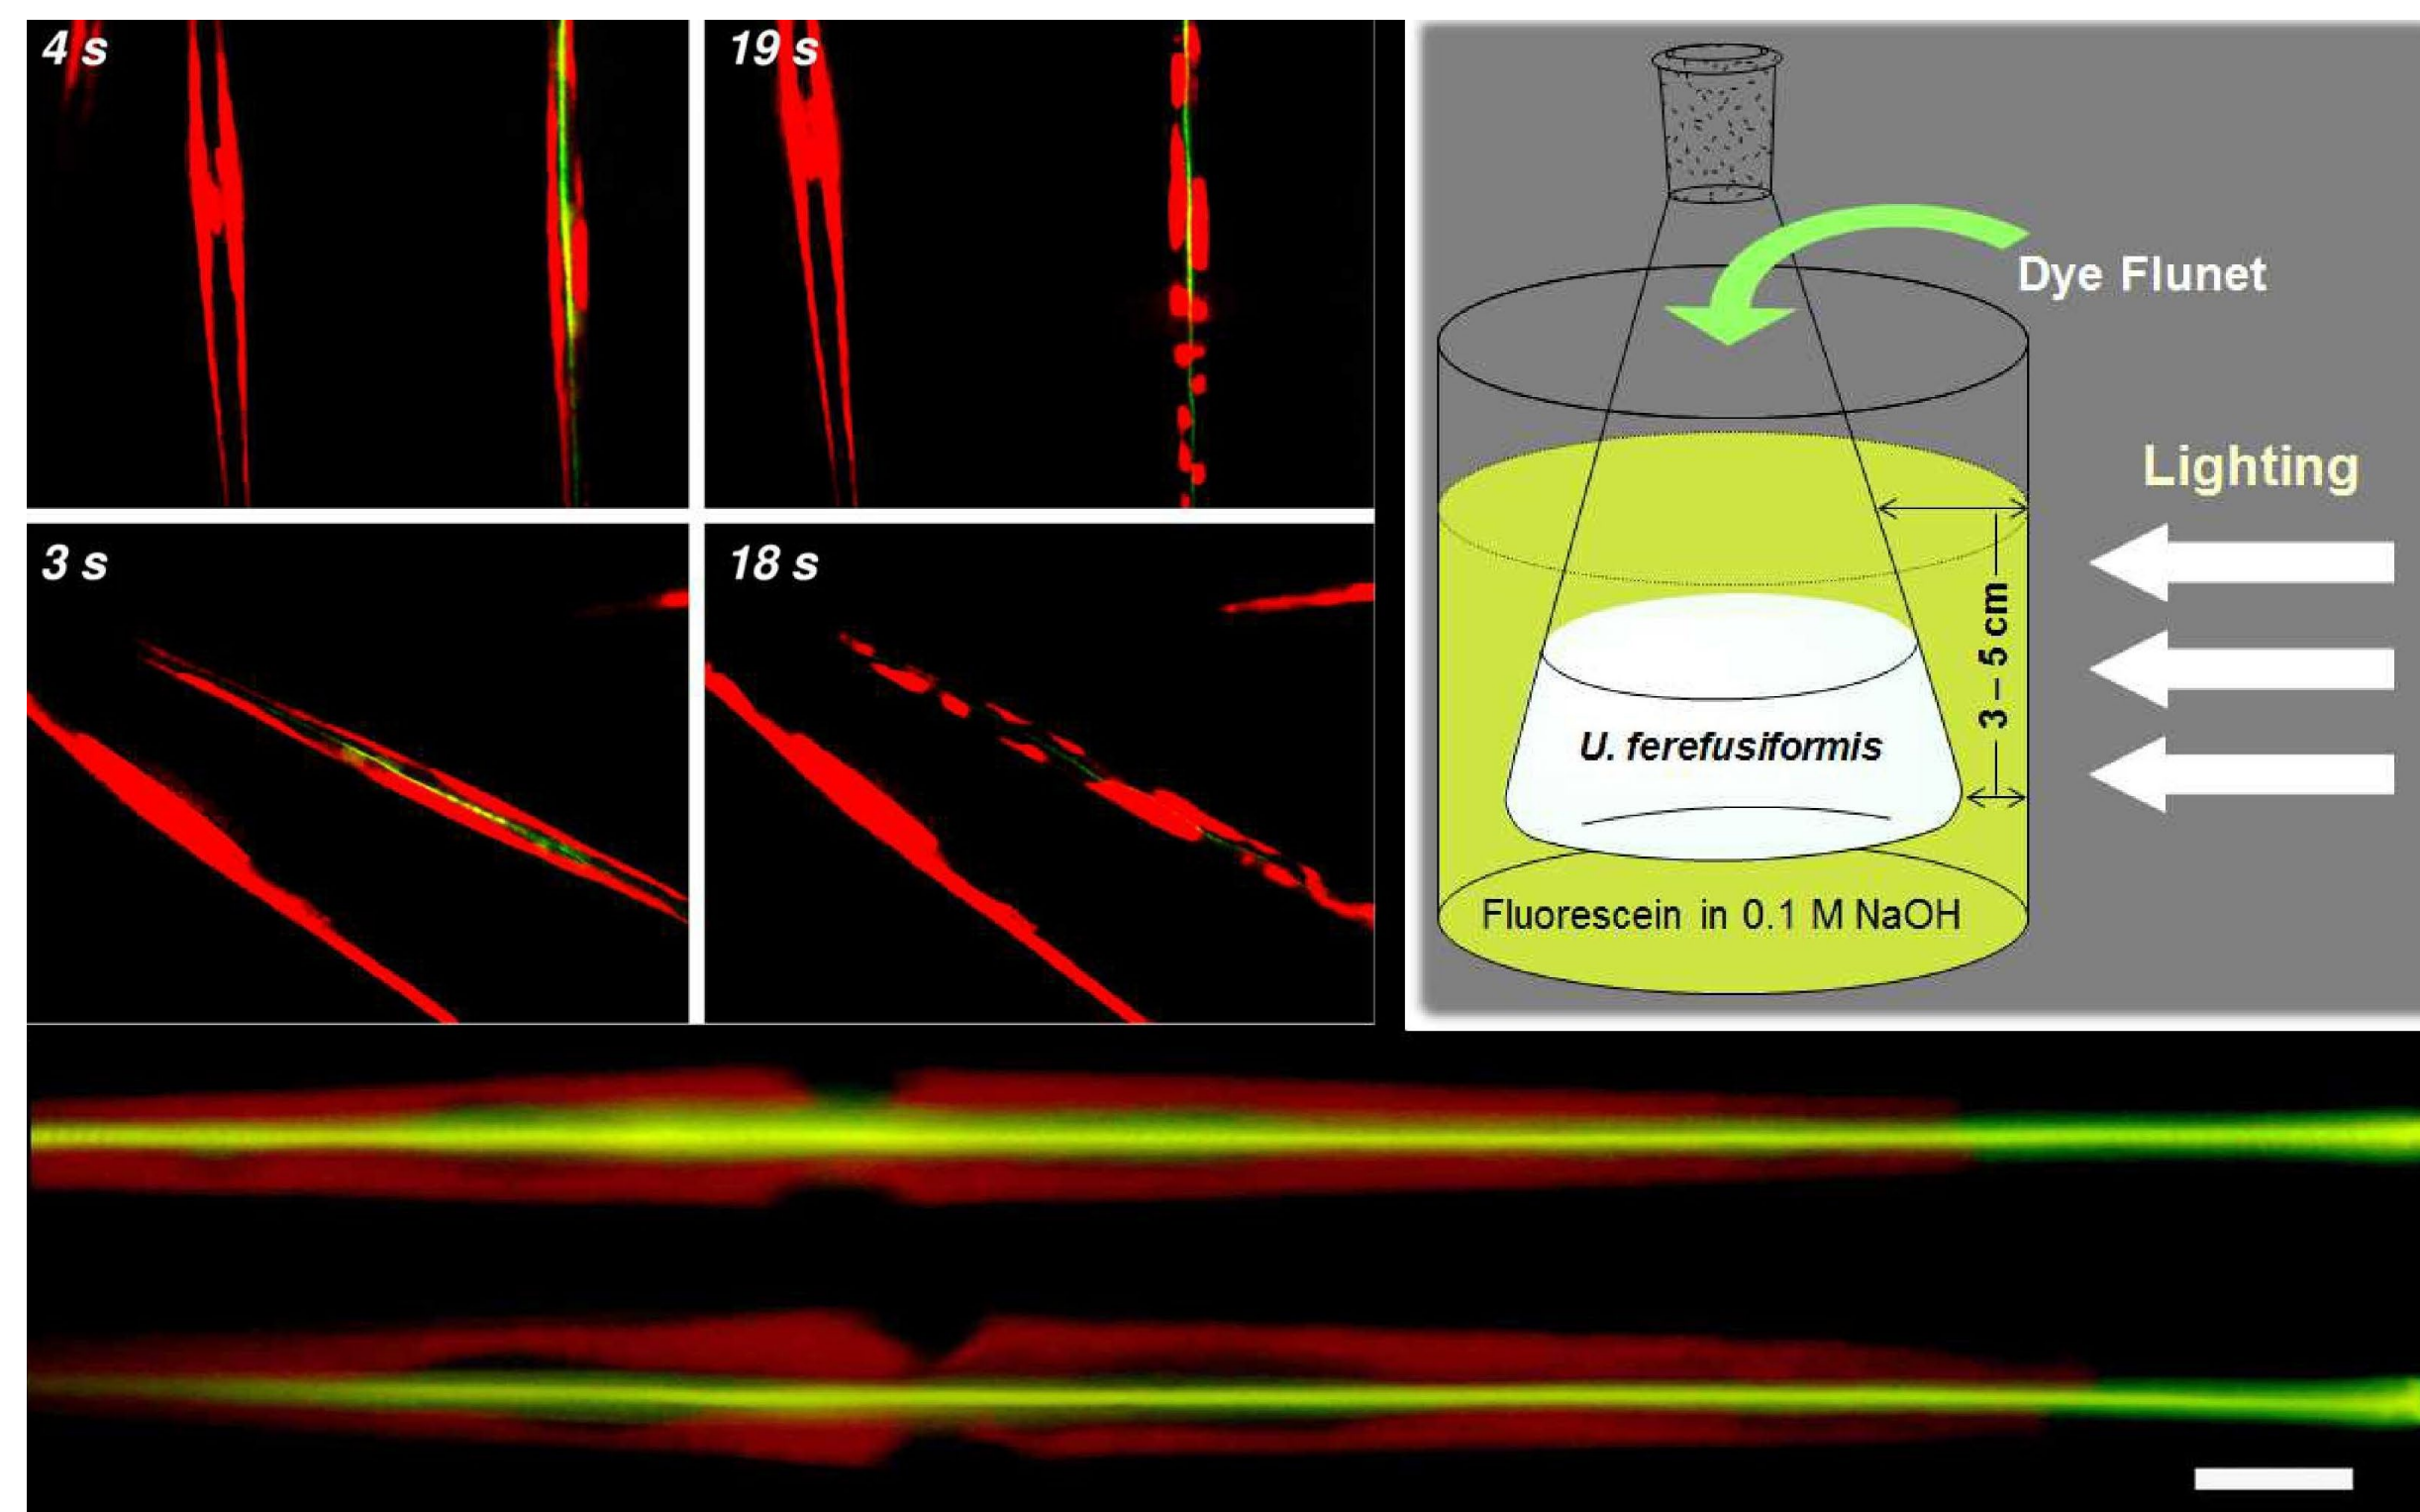 4 s
19 s
3 s
18 s
Dye Flunet
Lighting
3 – 5 cm
U. ferefusiformis
Fluorescein in 0.1 M NaOH